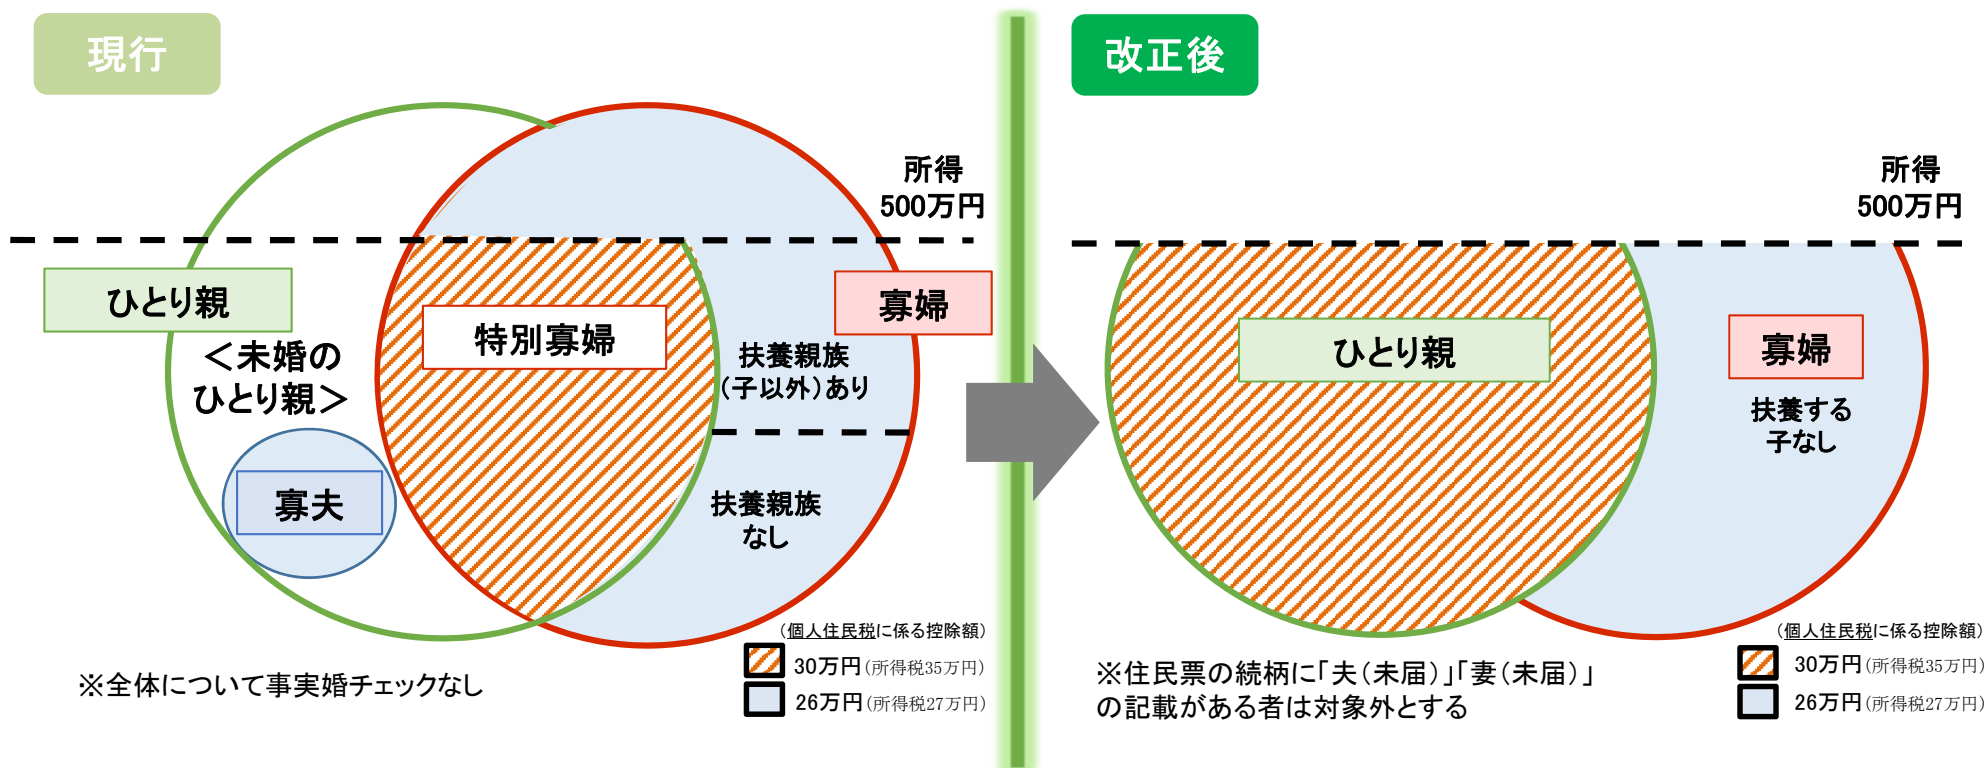 現行
所得
500万円
ひとり親
寡婦
特別寡婦
＜未婚の
ひとり親＞
扶養親族
（子以外）あり
寡夫
扶養親族
なし
（個人住民税に係る控除額）
30万円（所得税35万円）
26万円（所得税27万円）
※全体について事実婚チェックなし
改正後
所得
500万円
ひとり親
寡婦
扶養する
子なし
（個人住民税に係る控除額）
30万円（所得税35万円）
26万円（所得税27万円）
※住民票の続柄に「夫（未届）」「妻（未届）」
の記載がある者は対象外とする